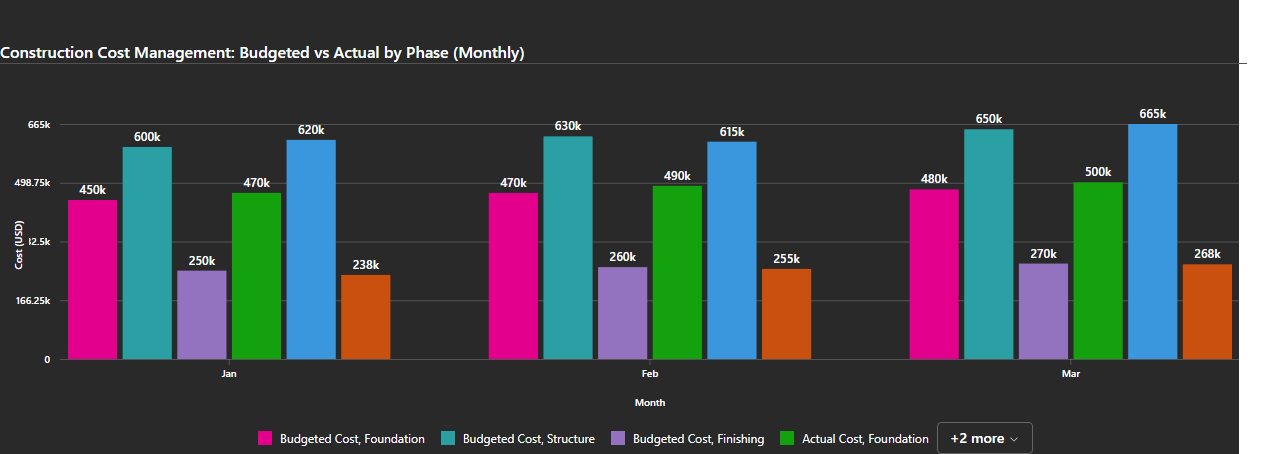 Construction Cost Management: Budgeted vs Actual by Phase (Monthly)
665k
498.75k
12.5k
166.25k
0
Cost (USD)
450k
600k
250k
470k
620k
238k
470k
630k
260k
490k
615k
255k
480k
650k
270k
500k
665k
268k
Jan
Feb
Mar
Month
Budgeted Cost, Foundation
Budgeted Cost, Structure
Budgeted Cost, Finishing
Actual Cost, Foundation
+2 more